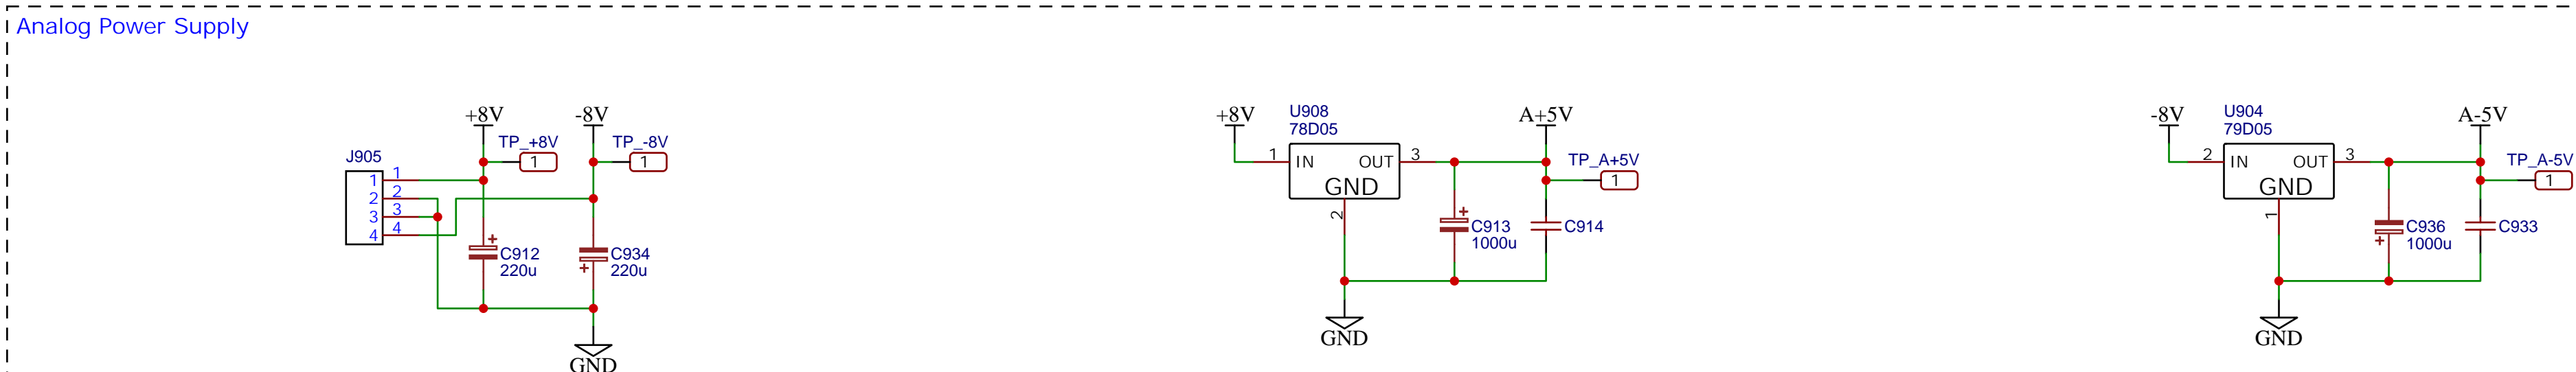 Analog Power Supply
+8V
-8V
TP_+8V
1
TP_-8V
1
J905
1
2
3
4
1
2
3
4
C912
220u
C934
220u
GND
+8V
U908
78D05
1
IN
OUT
3
GND
2
A+5V
TP_A+5V
1
C913
1000u
C914
GND
-8V
U904
79D05
2
IN
OUT
3
GND
1
A-5V
TP_A-5V
1
C936
1000u
C933
GND